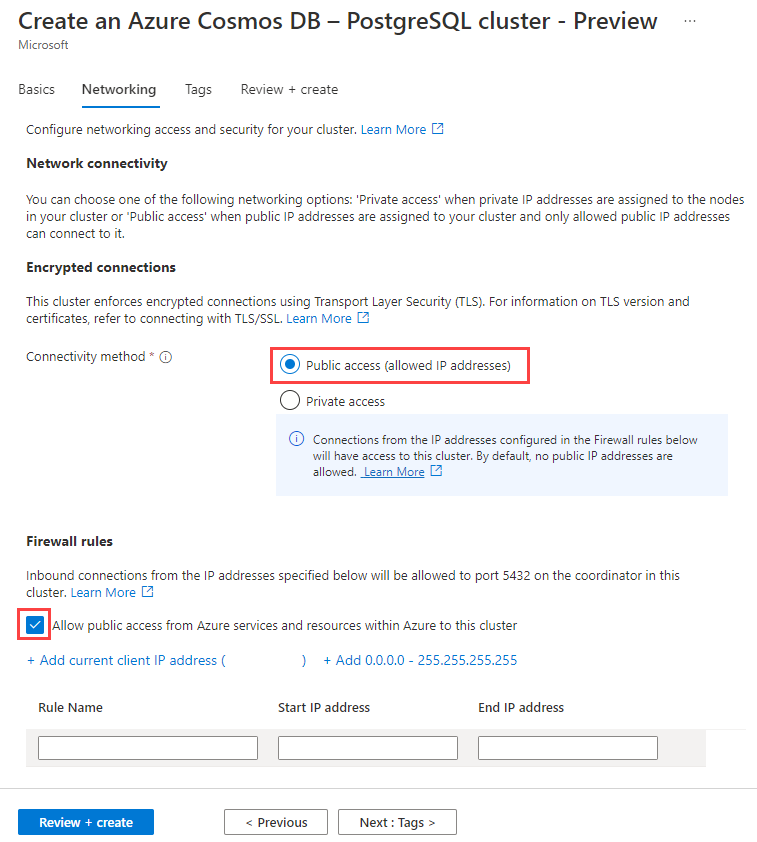 Create an Azure Cosmos DB – PostgreSQL cluster - Preview ...
Microsoft
Basics Networking Tags Review + create
Configure networking access and security for your cluster. Learn More
Network connectivity
You can choose one of the following networking options: 'Private access' when private IP addresses are assigned to the nodes
in your cluster or 'Public access' when public IP addresses are assigned to your cluster and only allowed public IP addresses
can connect to it.
Encrypted connections
This cluster enforces encrypted connections using Transport Layer Security (TLS). For information on TLS version and
certificates, refer to connecting with TLS/SSL. Learn More
Connectivity method *
Public access (allowed IP addresses)
Private access
Connections from the IP addresses configured in the Firewall rules below
will have access to this cluster. By default, no public IP addresses are
allowed. Learn More
Firewall rules
Inbound connections from the IP addresses specified below will be allowed to port 5432 on the coordinator in this
cluster. Learn More
Allow public access from Azure services and resources within Azure to this cluster
+ Add current client IP address ( ) + Add 0.0.0.0 - 255.255.255.255
Rule Name Start IP address End IP address
Review + create < Previous Next : Tags >